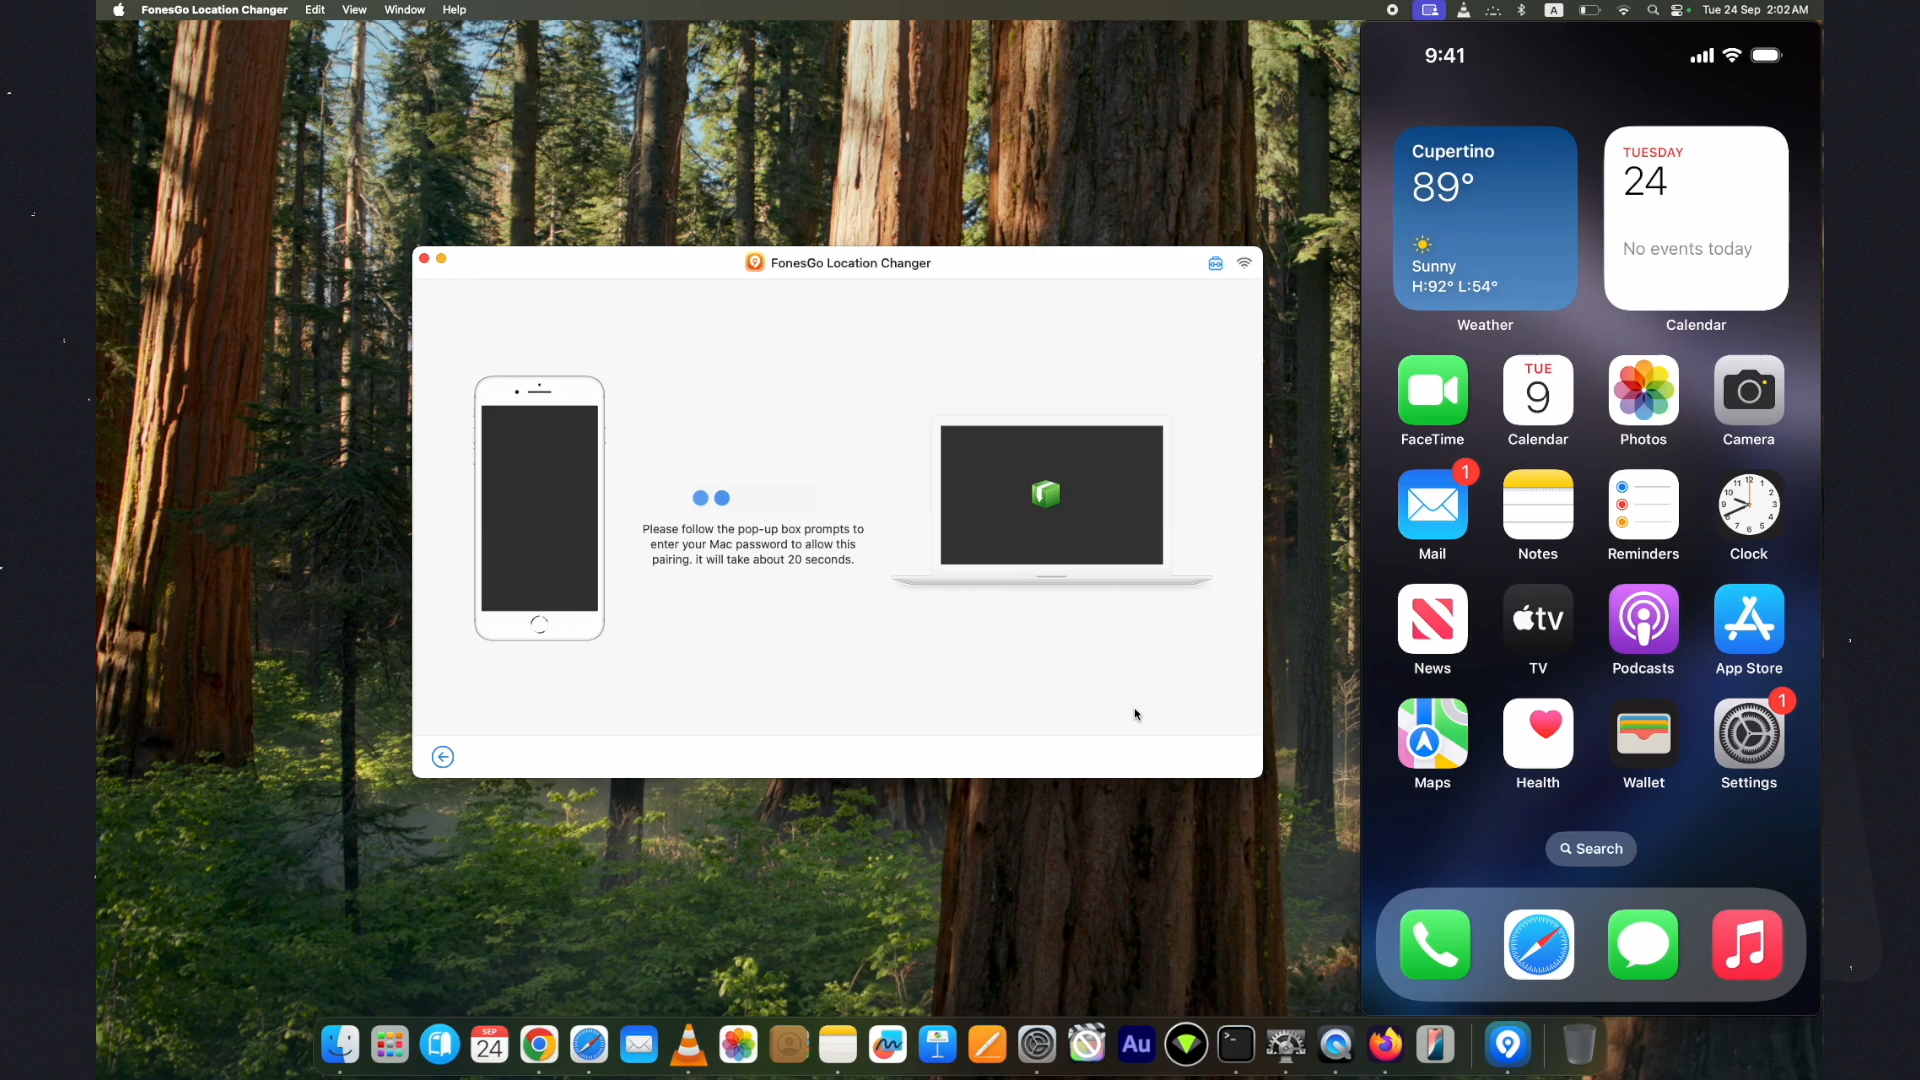 FonesGo Location Changer Edit View Window Help
A Tue 24 Sep 2:02 AM
9:41
Cupertino
89°
Sunny
H:92° L:54°
Weather
TUESDAY
24
No events today
Calendar
FonesGo Location Changer
Please follow the pop-up box prompts to
enter your Mac password to allow this
pairing. it will take about 20 seconds.
TUE
9
FaceTime Calendar Photos Camera
1
Mail Notes Reminders Clock
tv
News TV Podcasts App Store
1
Maps Health Wallet Settings
Search
SEP
24
Au